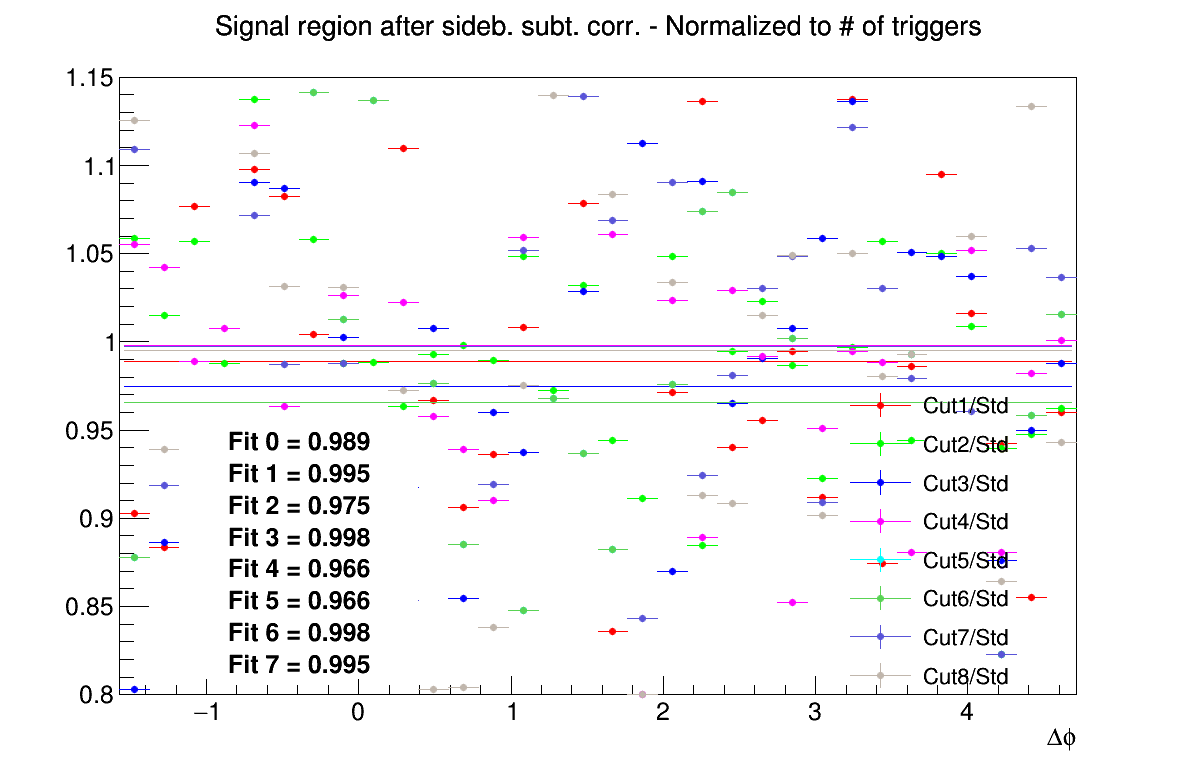 Signal region after sideb. subt. corr. - Normalized to # of triggers
1.15
1.1
1.05
1
0.95
0.9
0.85
0.8
Fit 0 = 0.989
Fit 1 = 0.995
Fit 2 = 0.975
Fit 3 = 0.998
Fit 4 = 0.966
Fit 5 = 0.966
Fit 6 = 0.998
Fit 7 = 0.995
Cut1/Std
Cut2/Std
Cut3/Std
Cut4/Std
Cut5/Std
Cut6/Std
Cut7/Std
Cut8/Std
−1 0 1 2 3 4
Δϕ